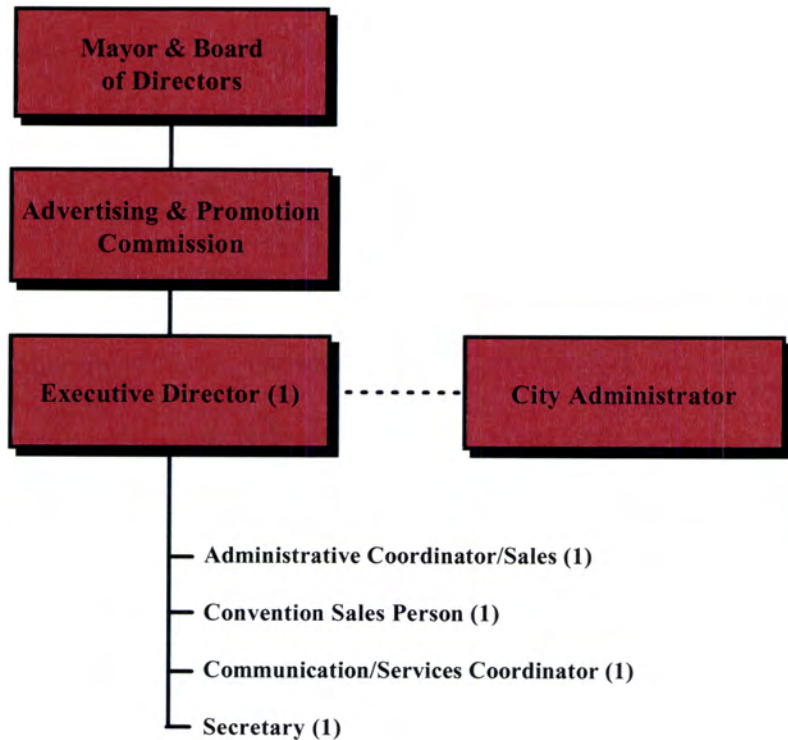 Mayor & Board
of Directors
Advertising & Promotion
Commission
Executive Director (1)
City Administrator
Administrative Coordinator/Sales (1)
Convention Sales Person (1)
Communication/Services Coordinator (1)
Secretary (1)